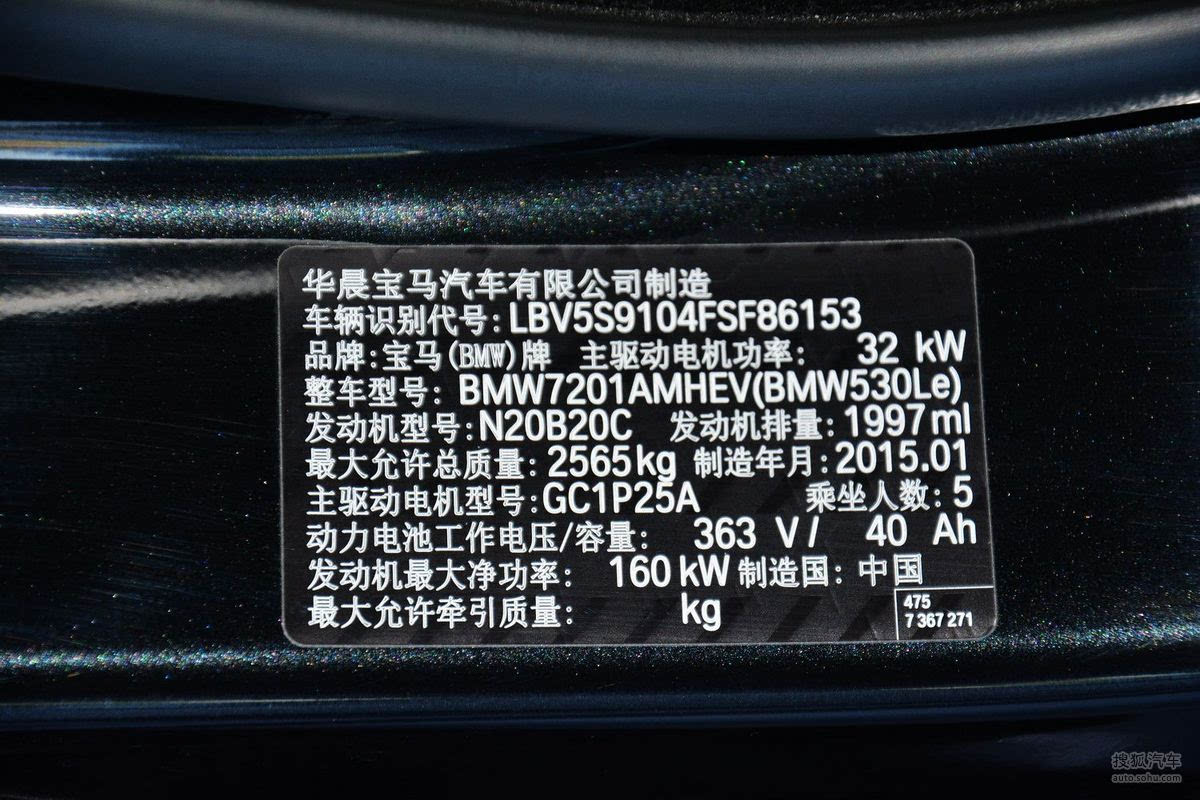 华晨宝马汽车有限公司制造
车辆识别代号:LBV5S9104FSF86153
品牌:宝马(BMW)牌 主驱动电机功率: 32 kW
整车型号: BMW7201AMHEV(BMW530Le)
发动机型号:N20B20C 发动机排量:1997ml
最大允许总质量:2565kg 制造年月:2015.01
主驱动电机型号:GC1P25A 乘坐人数:5
动力电池工作电压/容量: 363 V/ 40 Ah
发动机最大净功率: 160kW 制造国:中国
最大允许牵引质量: kg
475
7 367 271
搜狐汽车
auto.sohu.com